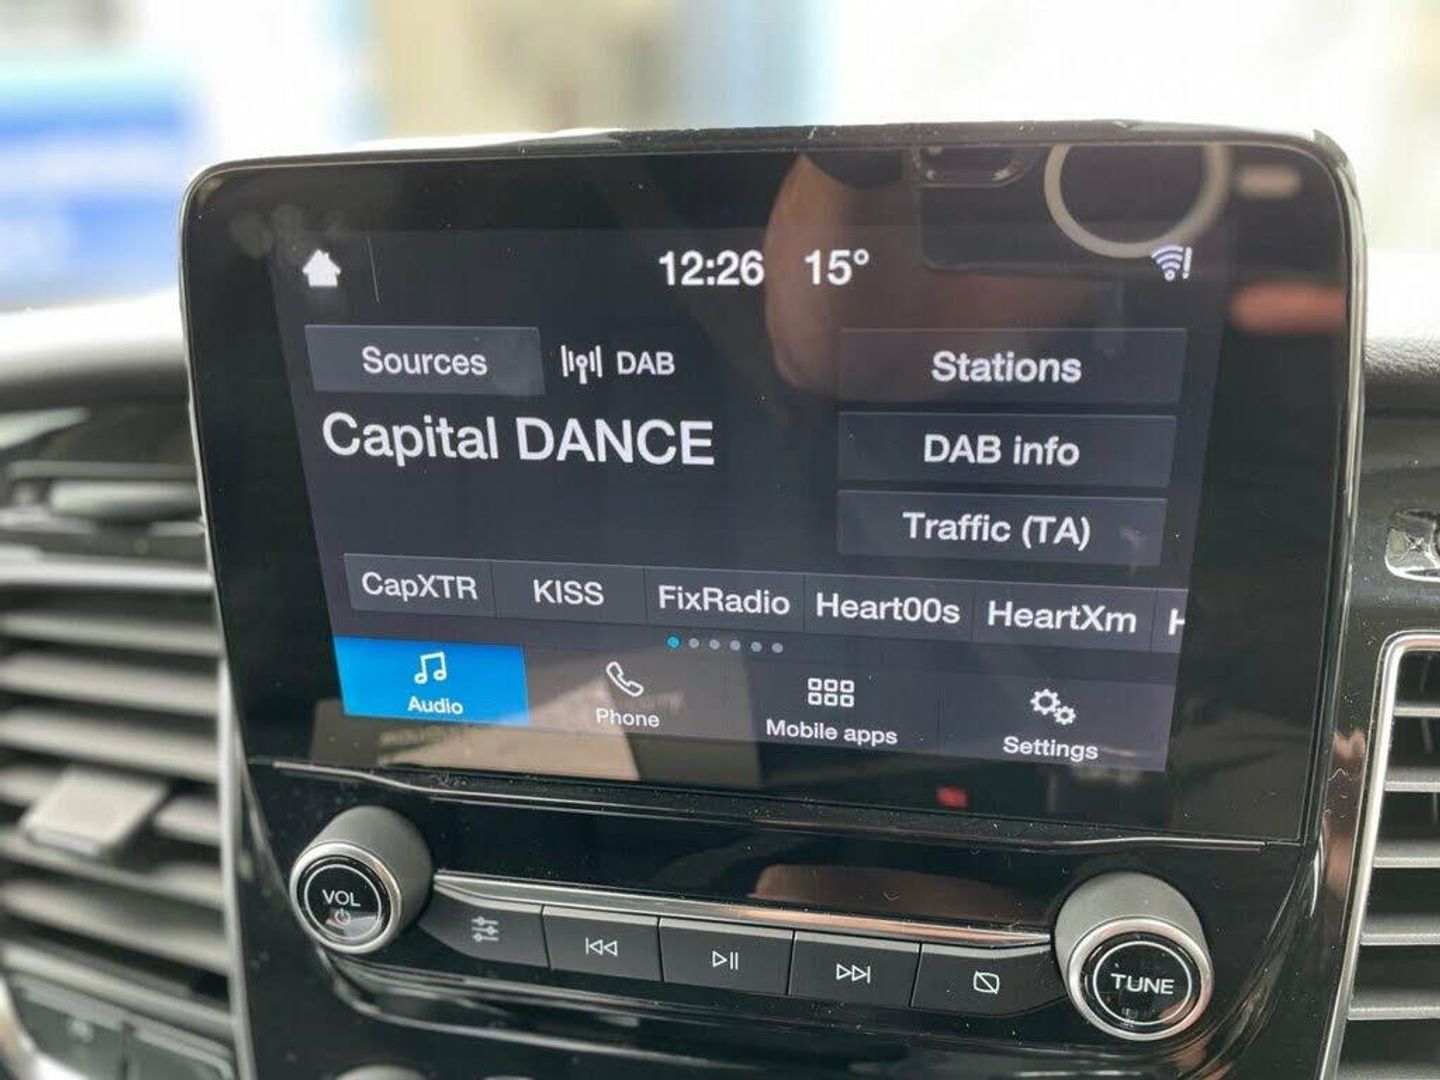 12:26 15°
Sources DAB Stations
Capital DANCE DAB info
Traffic (TA)
CapXTR KISS FixRadio Heart00s HeartXm H
Audio Phone Mobile apps Settings
VOL
TUNE